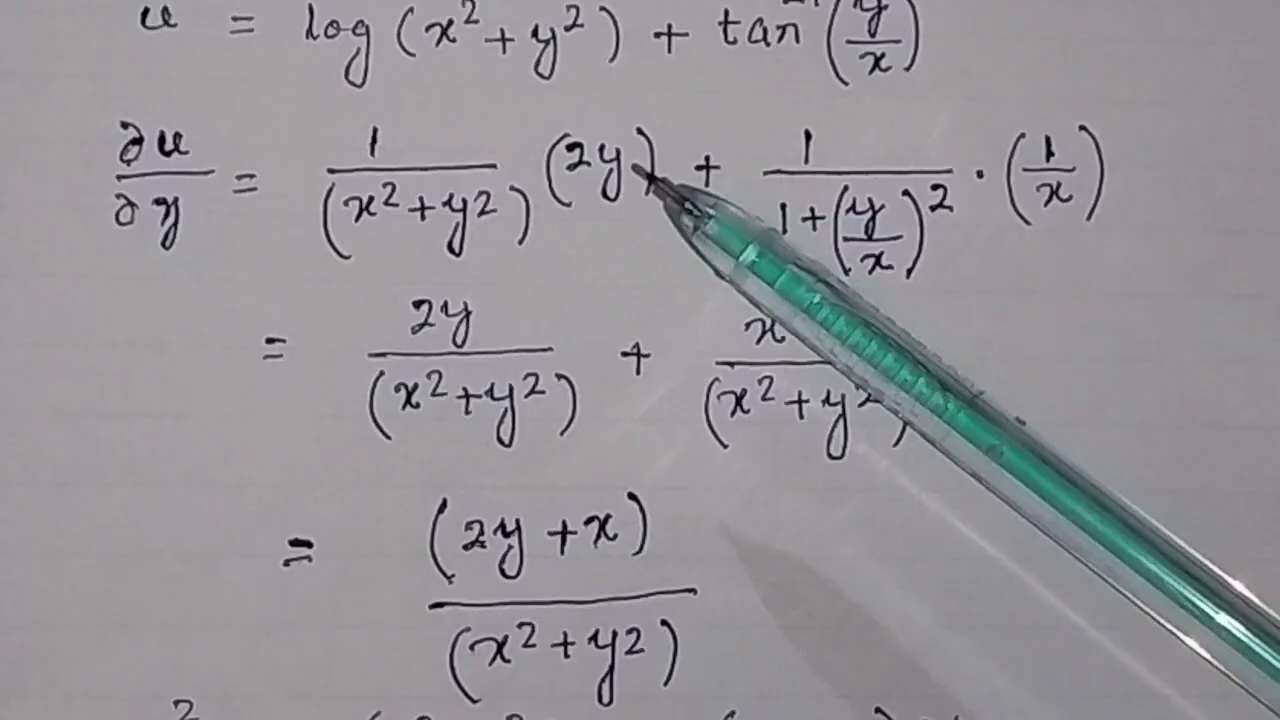 u = log (x² + y²) + tan⁻¹ (y/x)
∂u/∂y = 1/(x² + y²) (2y) + 1/(1 + (y/x)²) · (1/x)
= 2y/(x² + y²) + x/(x² + y²)
= (2y + x)/(x² + y²)